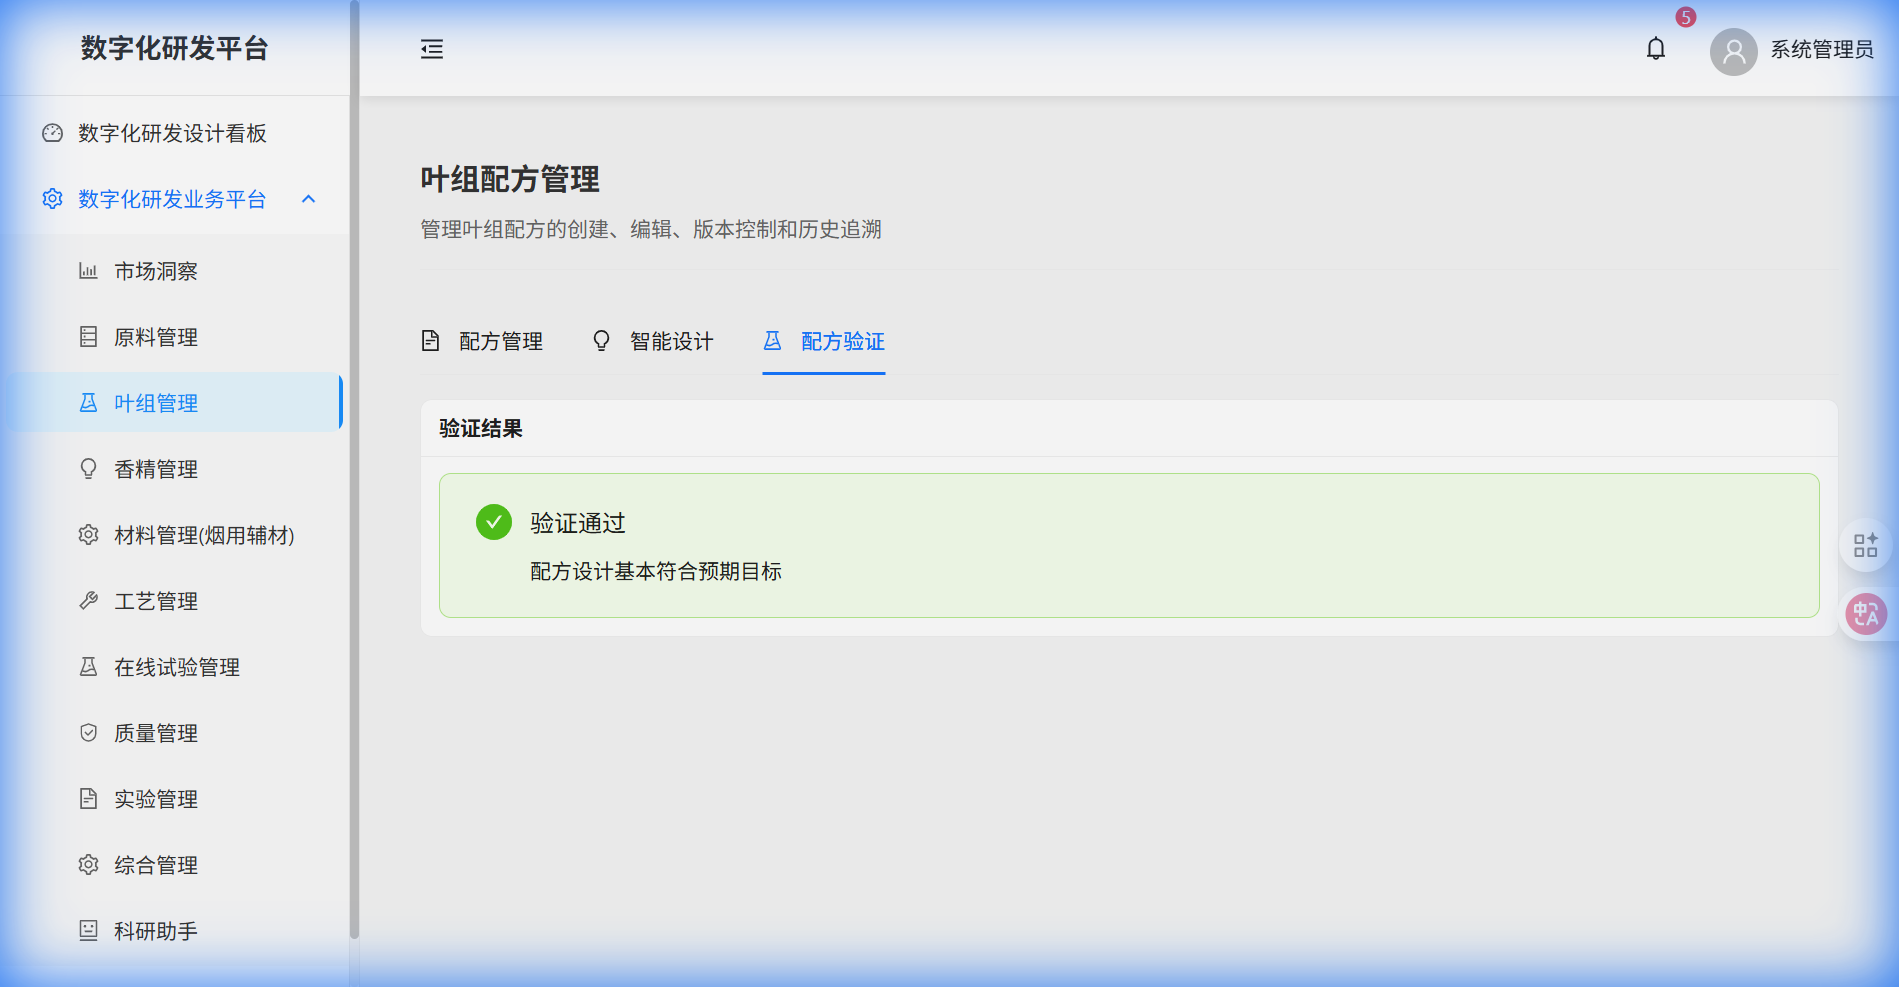 数字化研发平台
5
系统管理员
数字化研发设计看板
数字化研发业务平台
市场洞察
原料管理
叶组管理
香精管理
材料管理(烟用辅材)
工艺管理
在线试验管理
质量管理
实验管理
综合管理
科研助手
叶组配方管理
管理叶组配方的创建、编辑、版本控制和历史追溯
配方管理
智能设计
配方验证
验证结果
验证通过
配方设计基本符合预期目标
中A